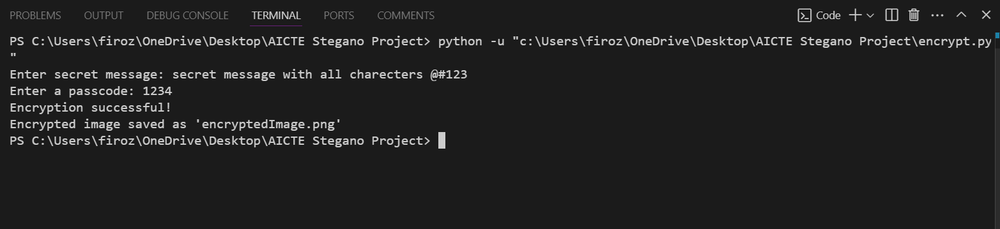 PROBLEMS OUTPUT DEBUG CONSOLE TERMINAL PORTS COMMENTS Code
PS C:\Users\firoz\OneDrive\Desktop\AICTE Stegano Project> python -u "c:\Users\firoz\OneDrive\Desktop\AICTE Stegano Project\encrypt.py
"
Enter secret message: secret message with all charecters @#123
Enter a passcode: 1234
Encryption successful!
Encrypted image saved as 'encryptedImage.png'
PS C:\Users\firoz\OneDrive\Desktop\AICTE Stegano Project>